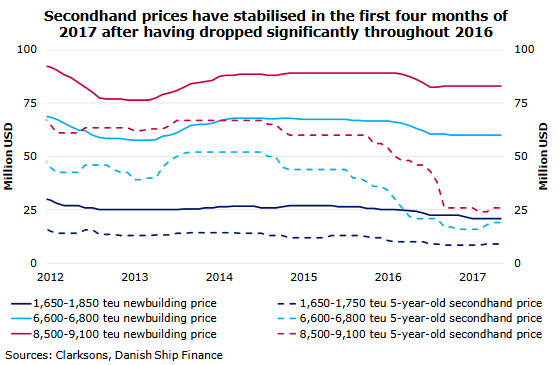 Secondhand prices have stabilised in the first four months of
2017 after having dropped significantly throughout 2016
100 100
75 75
50 50
25 25
0 0
Million USD
Million USD
2012 2013 2014 2015 2016 2017
1,650-1,850 teu newbuilding price
1,650-1,750 teu 5-year-old secondhand price
6,600-6,800 teu newbuilding price
6,600-6,800 teu 5-year-old secondhand price
8,500-9,100 teu newbuilding price
8,500-9,100 teu 5-year-old secondhand price
Sources: Clarksons, Danish Ship Finance